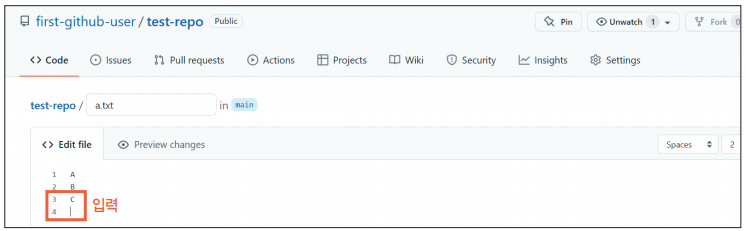 first-github-user / test-repo Public Pin Unwatch 1 Fork 0
Code Issues Pull requests Actions Projects Wiki Security Insights Settings
test-repo / a.txt in main
<> Edit file Preview changes Spaces 2
1 A
2 B
3 C 입력
4